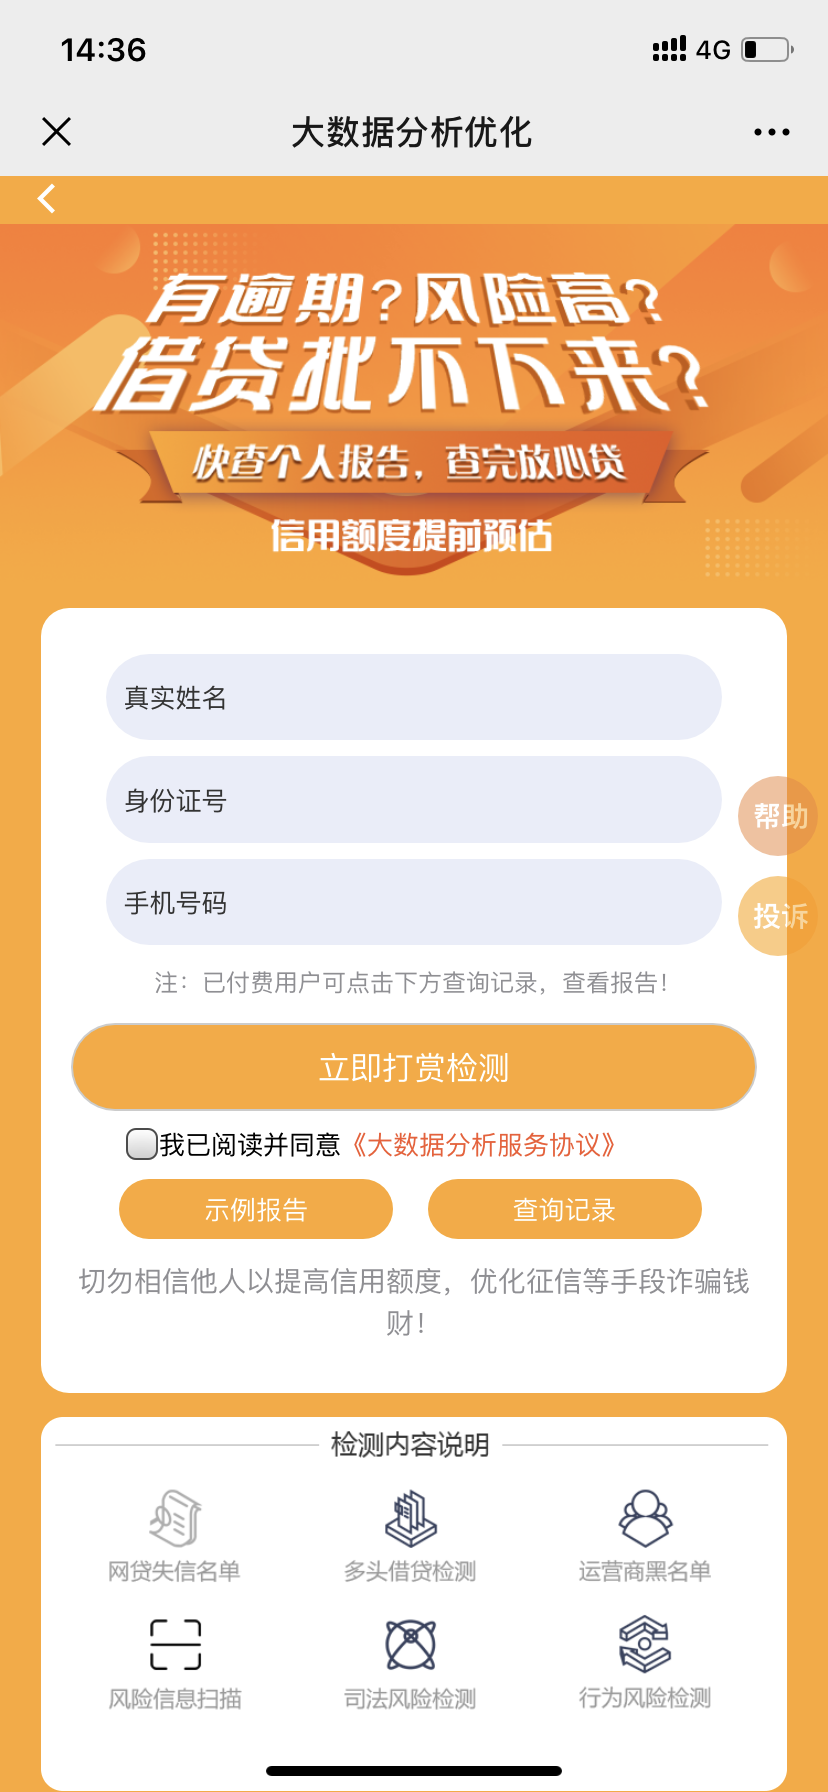 14:36
4G
大数据分析优化
有逾期?风险高?
借贷批不下来?
快查个人报告，查完放心贷
信用额度提前预估
真实姓名
身份证号
帮助
手机号码
投诉
注：已付费用户可点击下方查询记录，查看报告！
立即打赏检测
我已阅读并同意《大数据分析服务协议》
示例报告
查询记录
切勿相信他人以提高信用额度，优化征信等手段诈骗钱
财！
检测内容说明
网贷失信名单
多头借贷检测
运营商黑名单
风险信息扫描
司法风险检测
行为风险检测